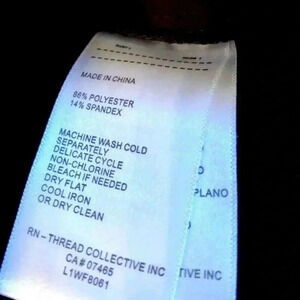 MADE IN CHINA
86% POLYESTER
14% SPANDEX
MACHINE WASH COLD
SEPARATELY
DELICATE CYCLE
NON-CHLORINE
BLEACH IF NEEDED
DRY FLAT
COOL IRON
OR DRY CLEAN
RN – THREAD COLLECTIVE INC
CA # 07465
L1WF8061
PLANO
TIVE INC